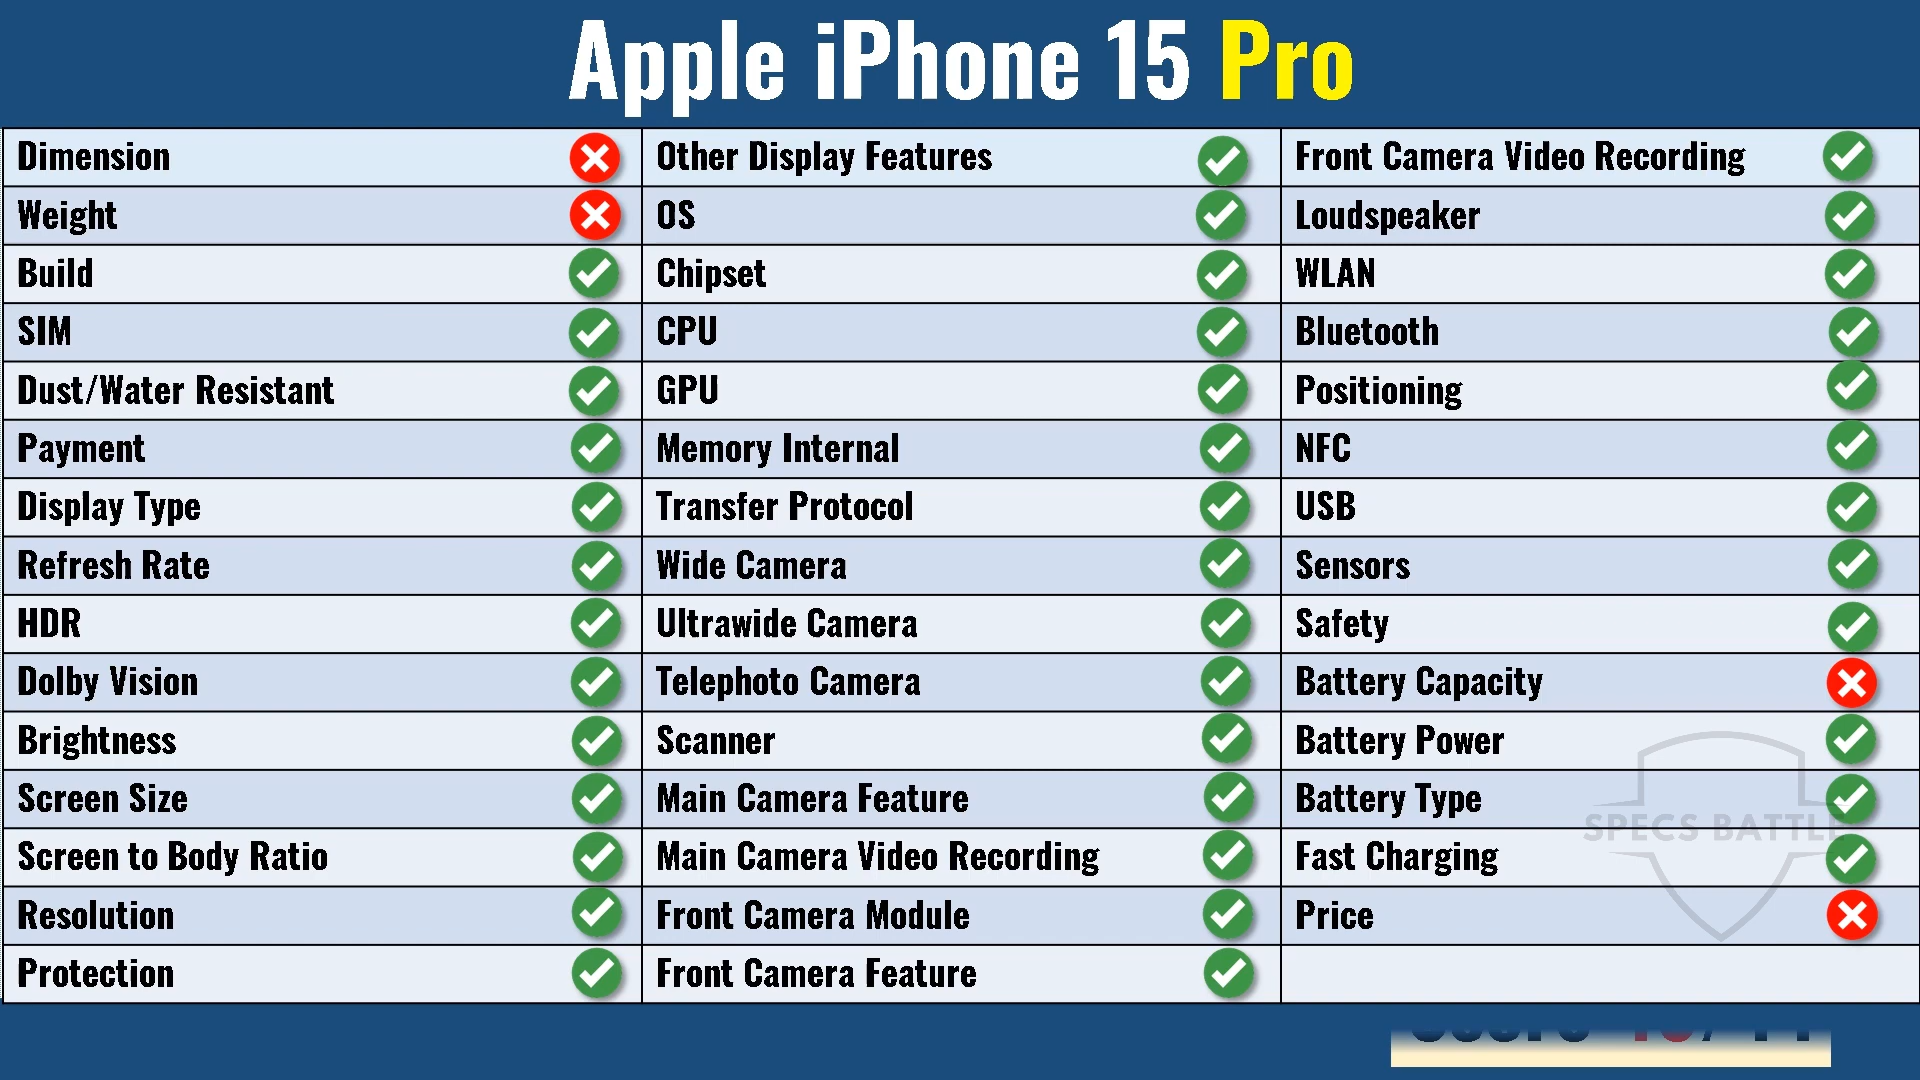 Apple iPhone 15 Pro
Dimension
Weight
Build
SIM
Dust/Water Resistant
Payment
Display Type
Refresh Rate
HDR
Dolby Vision
Brightness
Screen Size
Screen to Body Ratio
Resolution
Protection
Other Display Features
OS
Chipset
CPU
GPU
Memory Internal
Transfer Protocol
Wide Camera
Ultrawide Camera
Telephoto Camera
Scanner
Main Camera Feature
Main Camera Video Recording
Front Camera Module
Front Camera Feature
Front Camera Video Recording
Loudspeaker
WLAN
Bluetooth
Positioning
NFC
USB
Sensors
Safety
Battery Capacity
Battery Power
Battery Type
Fast Charging
Price
SPECS BATTLE